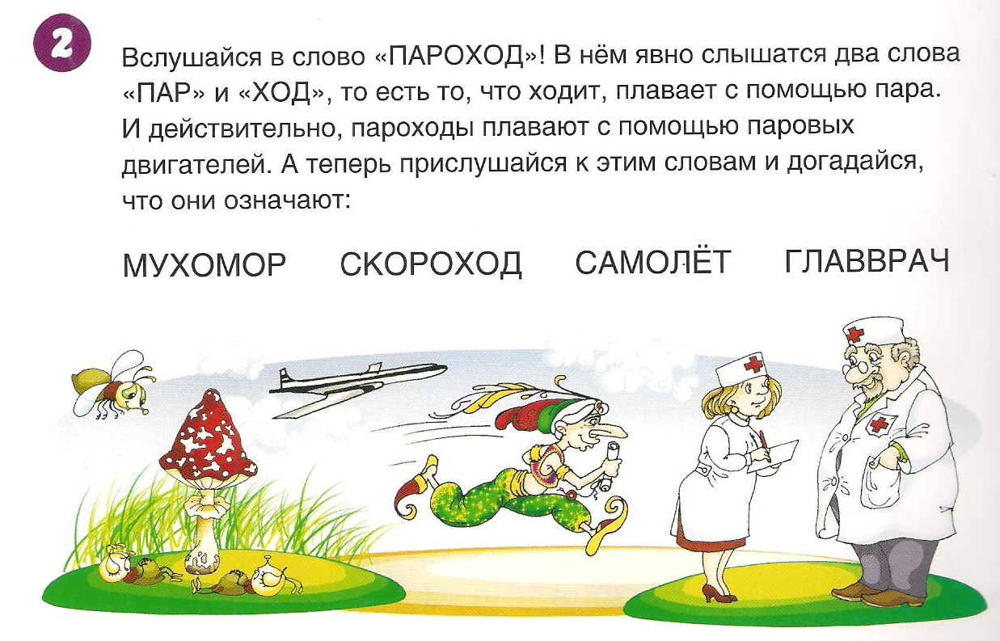 2
Вслушайся в слово «ПАРОХОД»! В нём явно слышатся два слова
«ПАР» и «ХОД», то есть то, что ходит, плавает с помощью пара.
И действительно, пароходы плавают с помощью паровых
двигателей. А теперь прислушайся к этим словам и догадайся,
что они означают:
МУХОМОР СКОРОХОД САМОЛЁТ ГЛАВВРАЧ